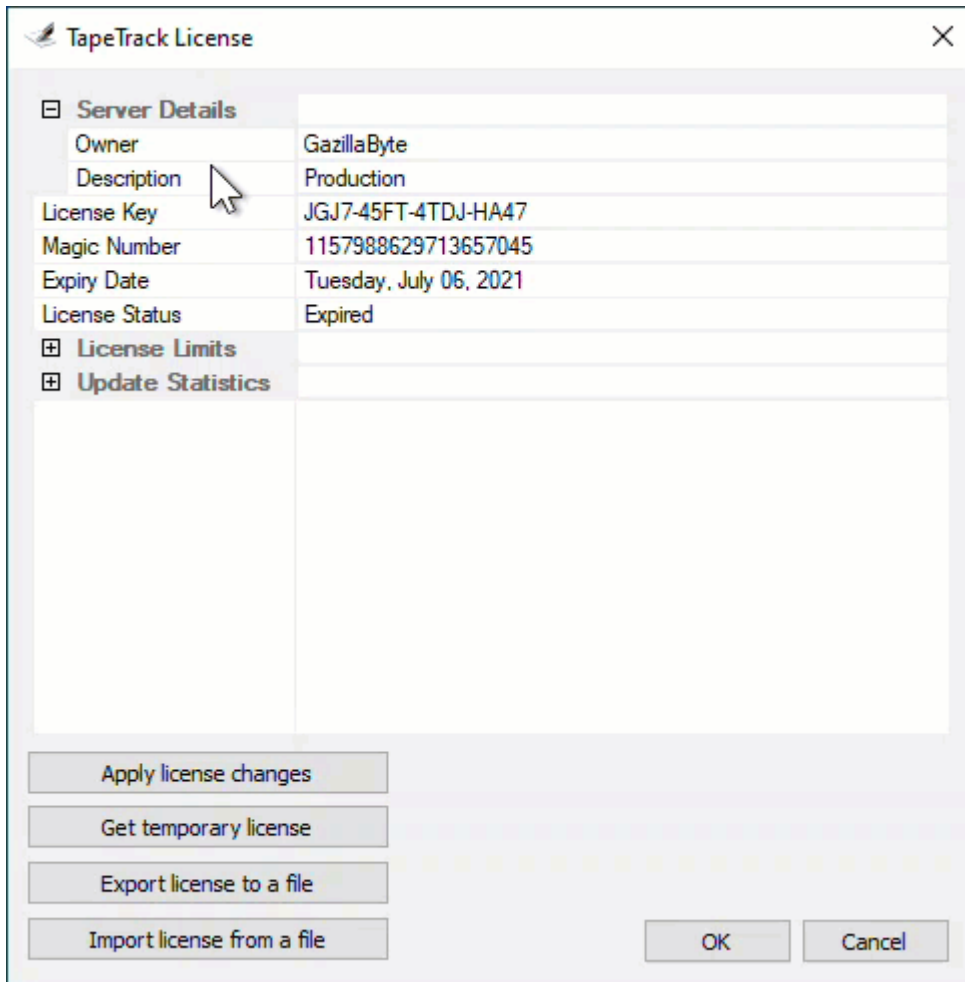 TapeTrack License
Server Details
Owner GazillaByte
Description Production
License Key JGJ7-45FT-4TDJ-HA47
Magic Number 1157988629713657045
Expiry Date Tuesday, July 06, 2021
License Status Expired
License Limits
Update Statistics
Apply license changes
Get temporary license
Export license to a file
Import license from a file
OK Cancel